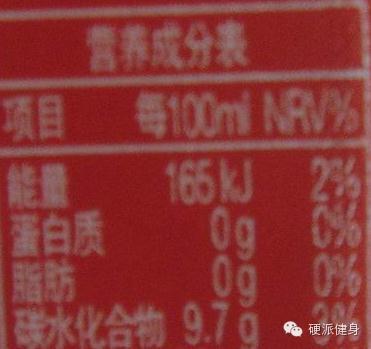 营养成分表
项目 每100ml NRV%
能量 165kJ 2%
蛋白质 0g 0%
脂肪 0g 0%
碳水化合物 9.7g
硬派健身